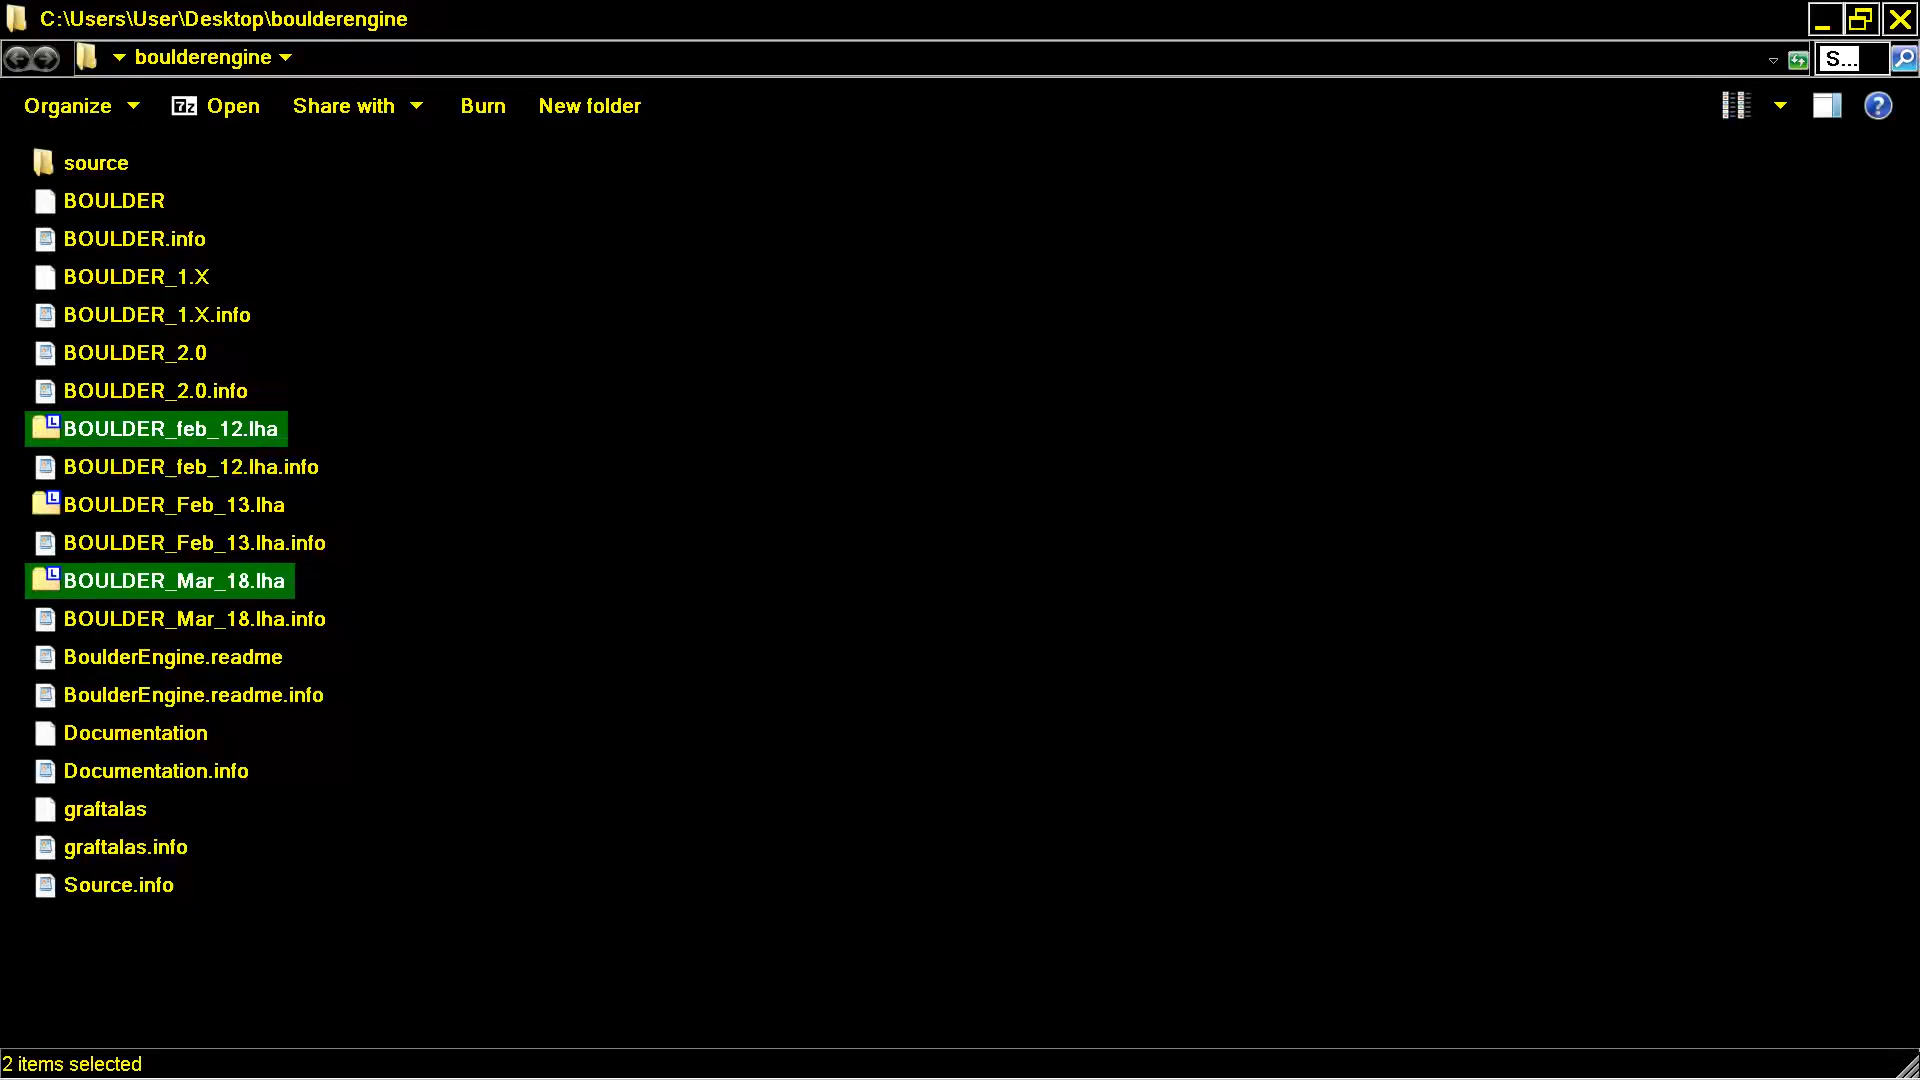 C:\Users\User\Desktop\boulderengine
boulderengine
S...
Organize
7z Open
Share with
Burn
New folder
?
source
BOULDER
BOULDER.info
BOULDER_1.X
BOULDER_1.X.info
BOULDER_2.0
BOULDER_2.0.info
L BOULDER_feb_12.lha
BOULDER_feb_12.lha.info
L BOULDER_Feb_13.lha
BOULDER_Feb_13.lha.info
L BOULDER_Mar_18.lha
BOULDER_Mar_18.lha.info
BoulderEngine.readme
BoulderEngine.readme.info
Documentation
Documentation.info
graftalas
graftalas.info
Source.info
2 items selected